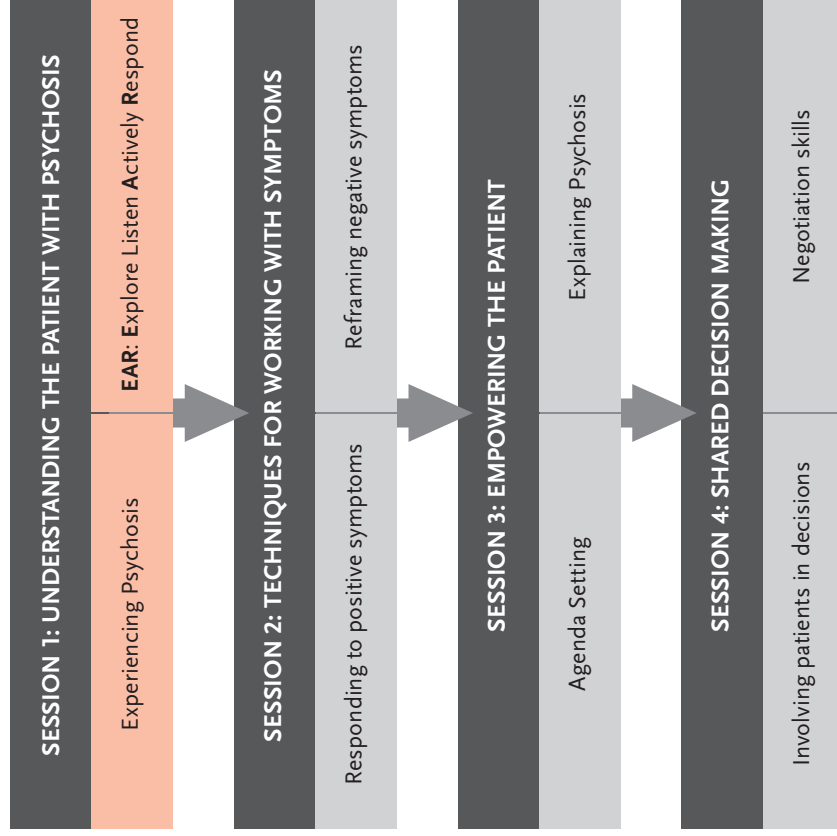 SESSION 1: UNDERSTANDING THE PATIENT WITH PSYCHOSIS
Experiencing Psychosis
EAR: Explore Listen Actively Respond
SESSION 2: TECHNIQUES FOR WORKING WITH SYMPTOMS
Responding to positive symptoms
Reframing negative symptoms
SESSION 3: EMPOWERING THE PATIENT
Agenda Setting
Explaining Psychosis
SESSION 4: SHARED DECISION MAKING
Involving patients in decisions
Negotiation skills